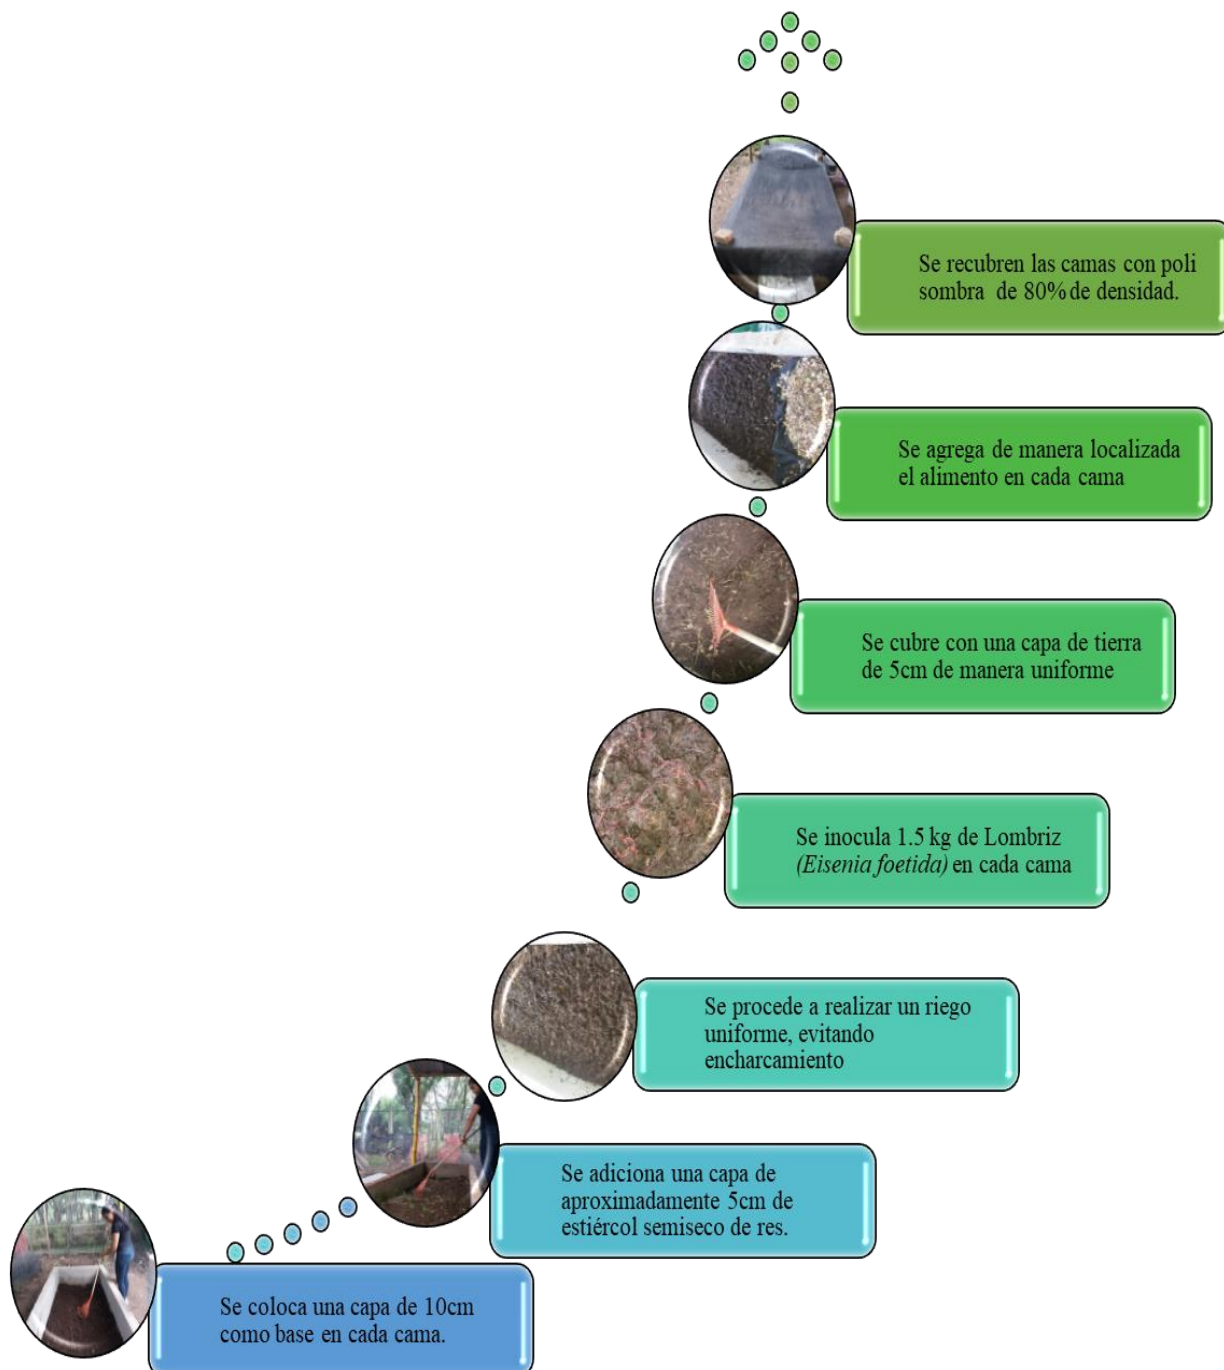 Se recubren las camas con poli
sombra de 80% de densidad.
Se agrega de manera localizada
el alimento en cada cama
Se cubre con una capa de tierra
de 5cm de manera uniforme
Se inocula 1.5 kg de Lombriz
(Eisenia foetida) en cada cama
Se procede a realizar un riego
uniforme, evitando
encharcamiento
Se adiciona una capa de
aproximadamente 5cm de
estiércol semiseco de res.
Se coloca una capa de 10cm
como base en cada cama.